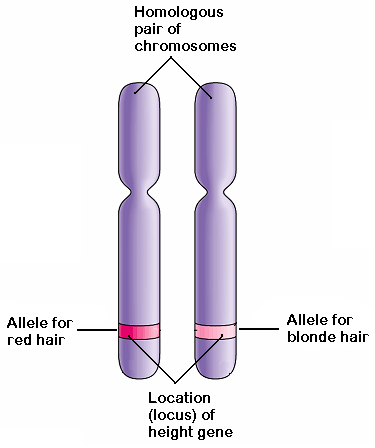 Homologous
pair of
chromosomes
Allele for
red hair
Allele for
blonde hair
Location
(locus) of
height gene